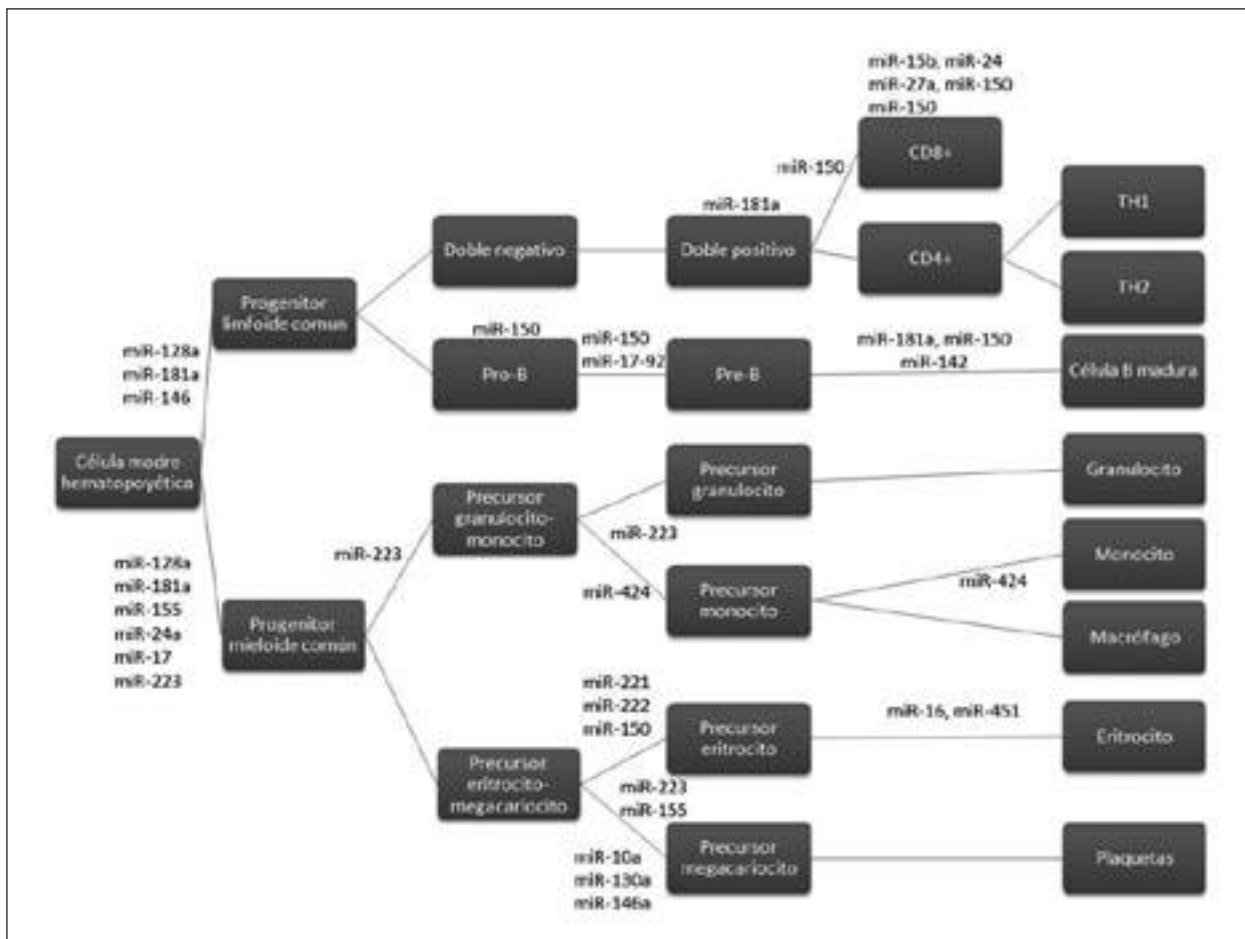 miR-15b, miR-24
miR-27a, miR-150
miR-150
CD8+
miR-150
miR-181a
TH1
Doble negativo
Doble positivo
CD4+
TH2
Progenitor
limfoide comun
miR-128a
miR-181a
miR-146
miR-150
Pro-B
miR-150
miR-17-92
Pre-B
miR-181a, miR-150
miR-142
Célula B madura
Célula madre
hematopoyética
Precursor
granulocito-
monocito
Precursor
granulocito
Granulocito
miR-223
miR-223
miR-424
Precursor
monocito
miR-424
Monocito
Macrófago
miR-128a
miR-181a
miR-155
miR-24a
miR-17
miR-223
Progenitor
mieloide común
miR-221
miR-222
miR-150
Precursor
eritrocito
miR-16, miR-451
Eritrocito
Precursor
eritrocito-
megacariocito
miR-223
miR-155
miR-10a
miR-130a
miR-146a
Precursor
megacariocito
Plaquetas